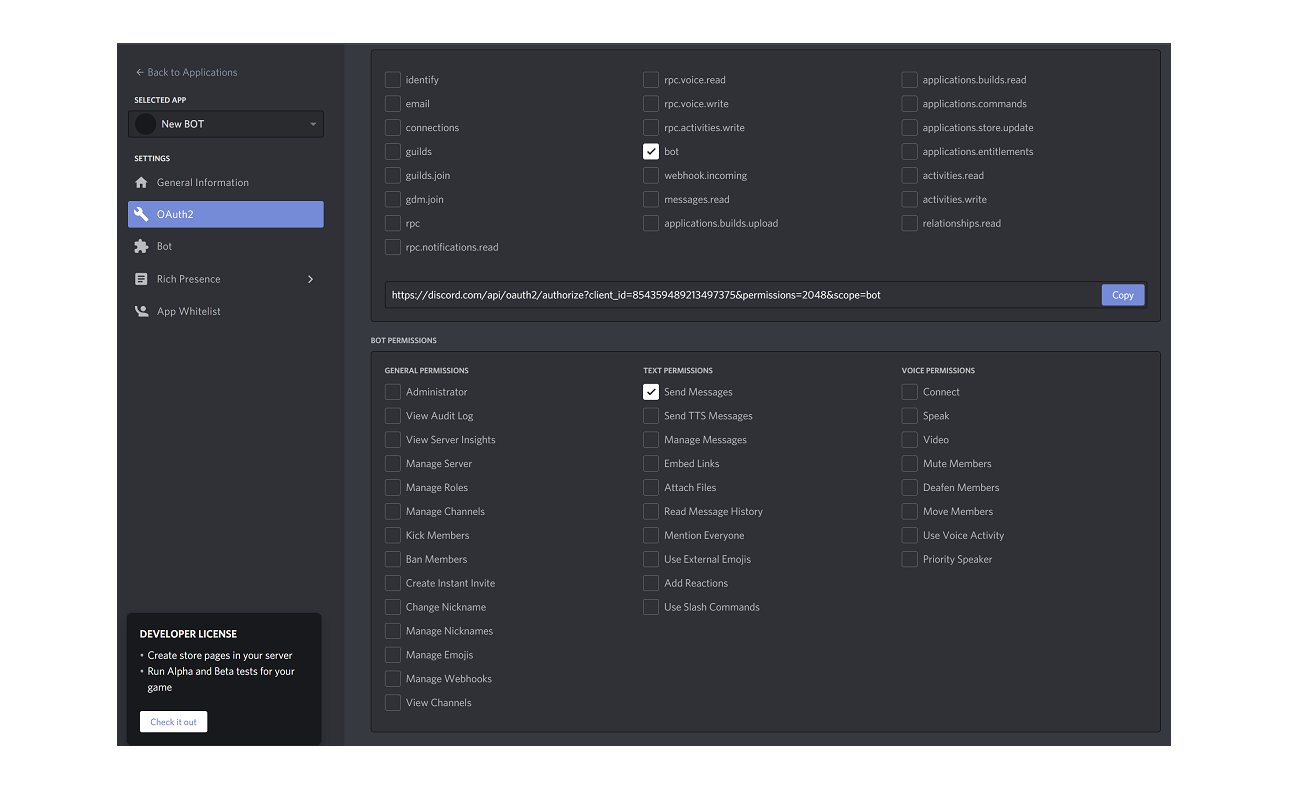 ← Back to Applications
SELECTED APP
New BOT
SETTINGS
General Information
OAuth2
Bot
Rich Presence
App Whitelist
DEVELOPER LICENSE
• Create store pages in your server
• Run Alpha and Beta tests for your
game
Check it out
identify
email
connections
guilds
guilds.join
gdm.join
rpc
rpc.notifications.read
rpc.voice.read
rpc.voice.write
rpc.activities.write
bot
webhook.incoming
messages.read
applications.builds.upload
applications.builds.read
applications.commands
applications.store.update
applications.entitlements
activities.read
activities.write
relationships.read
https://discord.com/api/oauth2/authorize?client_id=854359489213497375&permissions=2048&scope=bot
Copy
BOT PERMISSIONS
GENERAL PERMISSIONS
Administrator
View Audit Log
View Server Insights
Manage Server
Manage Roles
Manage Channels
Kick Members
Ban Members
Create Instant Invite
Change Nickname
Manage Nicknames
Manage Emojis
Manage Webhooks
View Channels
TEXT PERMISSIONS
Send Messages
Send TTS Messages
Manage Messages
Embed Links
Attach Files
Read Message History
Mention Everyone
Use External Emojis
Add Reactions
Use Slash Commands
VOICE PERMISSIONS
Connect
Speak
Video
Mute Members
Deafen Members
Move Members
Use Voice Activity
Priority Speaker